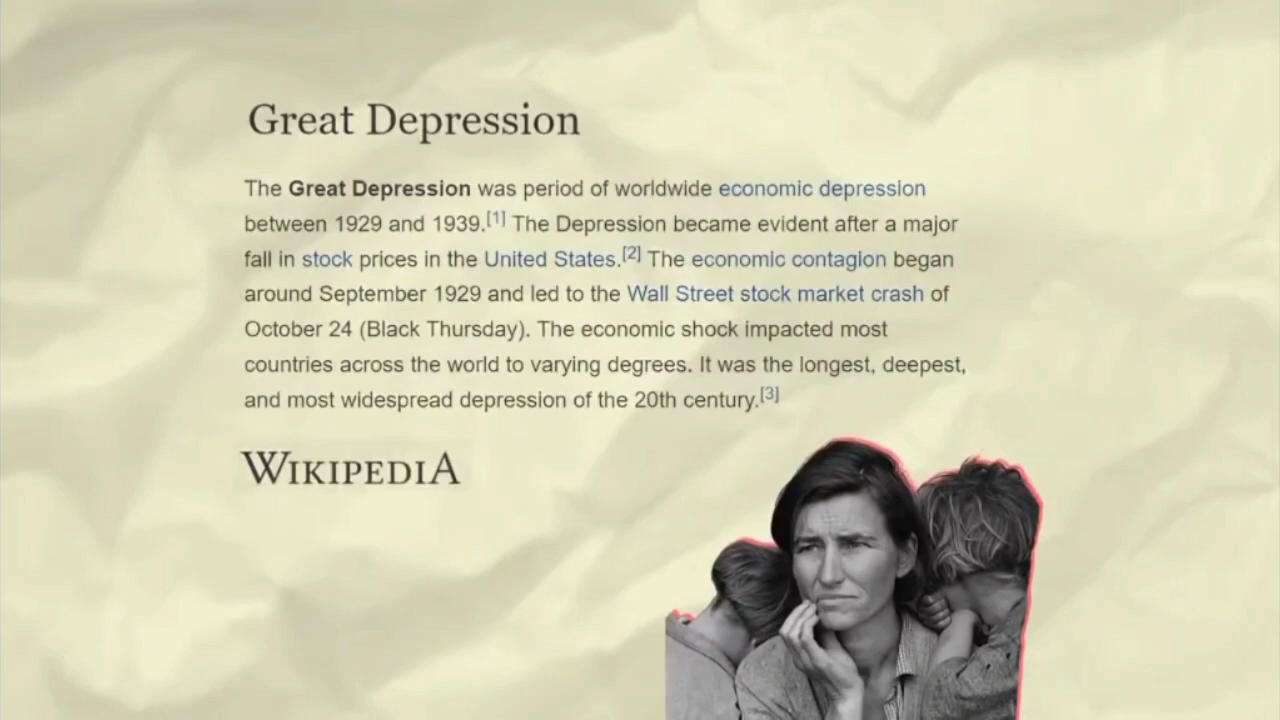 Great Depression
The Great Depression was period of worldwide economic depression
between 1929 and 1939.[1] The Depression became evident after a major
fall in stock prices in the United States.[2] The economic contagion began
around September 1929 and led to the Wall Street stock market crash of
October 24 (Black Thursday). The economic shock impacted most
countries across the world to varying degrees. It was the longest, deepest,
and most widespread depression of the 20th century.[3]
WIKIPEDIA